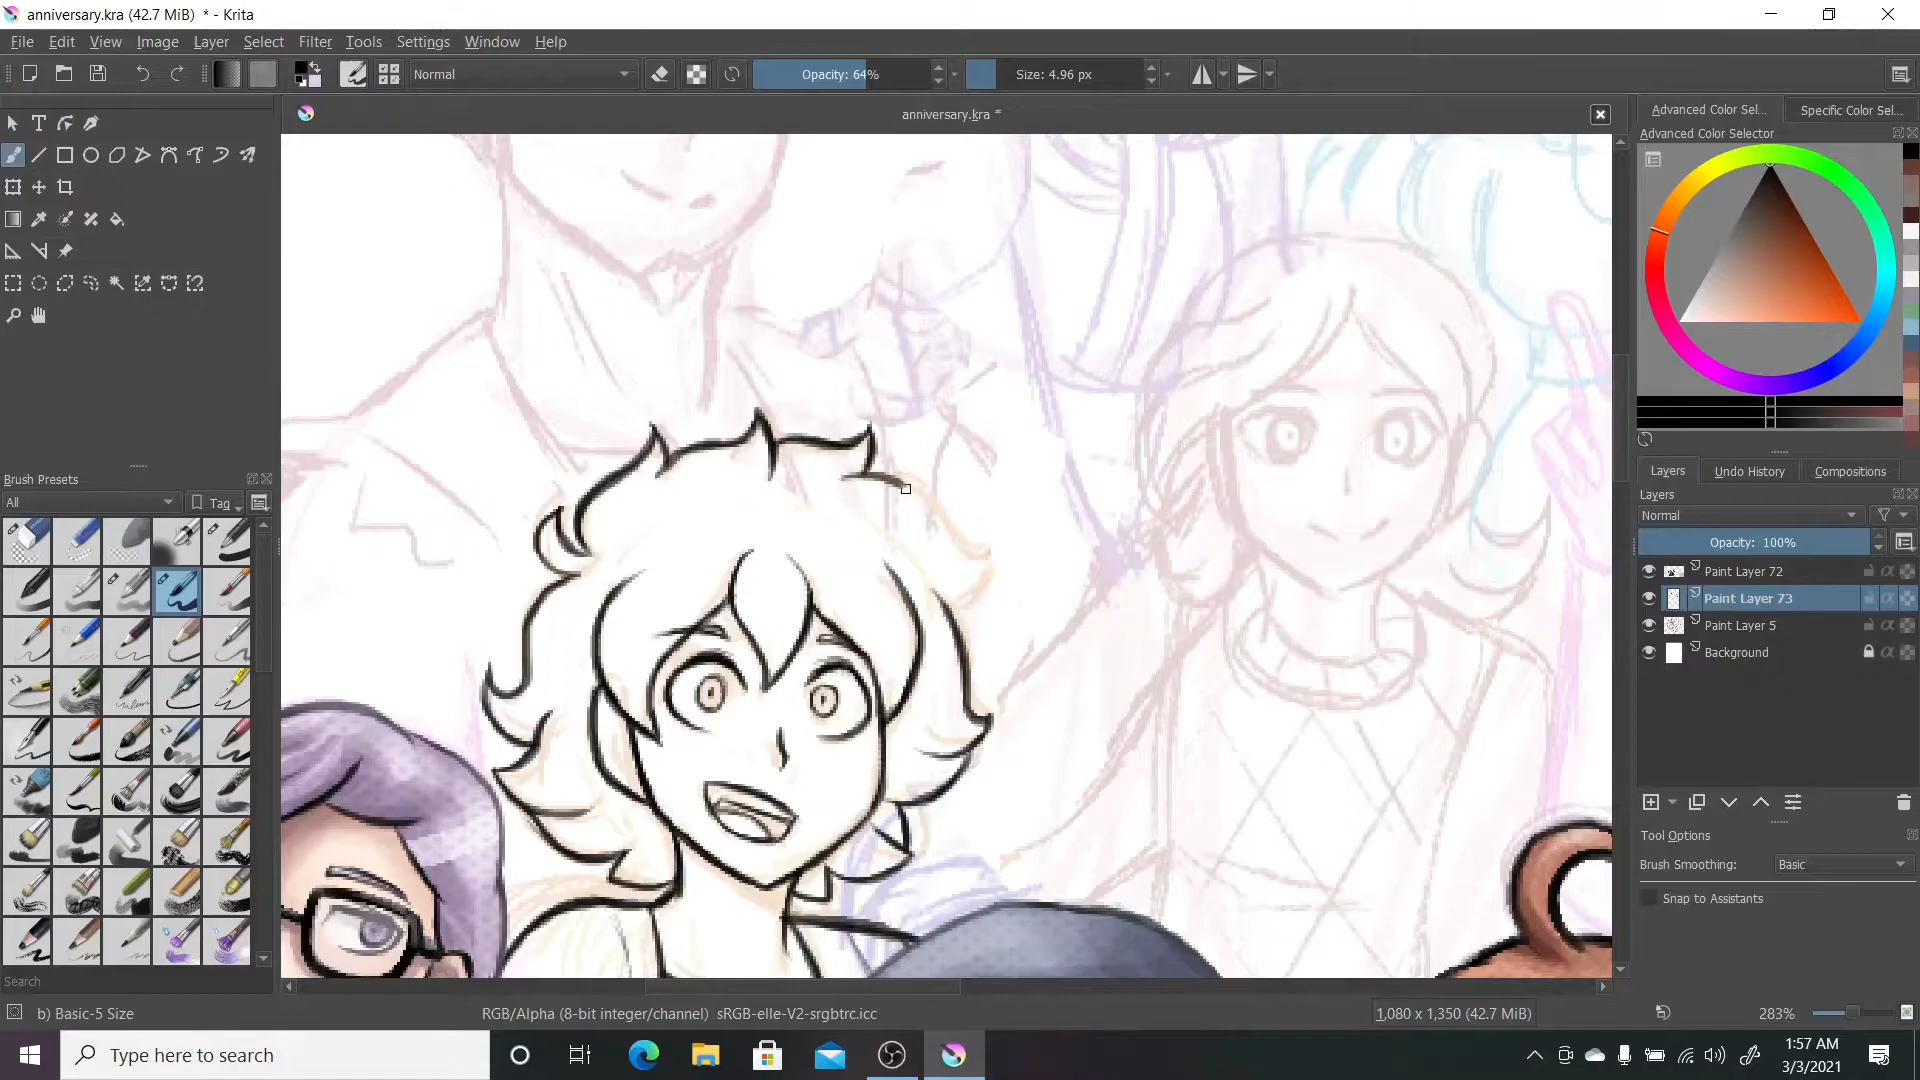 anniversary.kra (42.7 MiB) * - Krita
File Edit View Image Layer Select Filter Tools Settings Window Help
Normal
Opacity: 64%
Size: 4.96 px
anniversary.kra *
Advanced Color Sel...
Specific Color Sel...
Advanced Color Selector
Brush Presets
All
Tag
Search
Layers
Undo History
Compositions
Layers
Normal
Opacity: 100%
Paint Layer 72
Paint Layer 73
Paint Layer 5
Background
Tool Options
Brush Smoothing:
Basic
Snap to Assistants
b) Basic-5 Size
RGB/Alpha (8-bit integer/channel) sRGB-elle-V2-srgbtrc.icc
1,080 x 1,350 (42.7 MiB)
283%
Type here to search
1:57 AM
3/3/2021